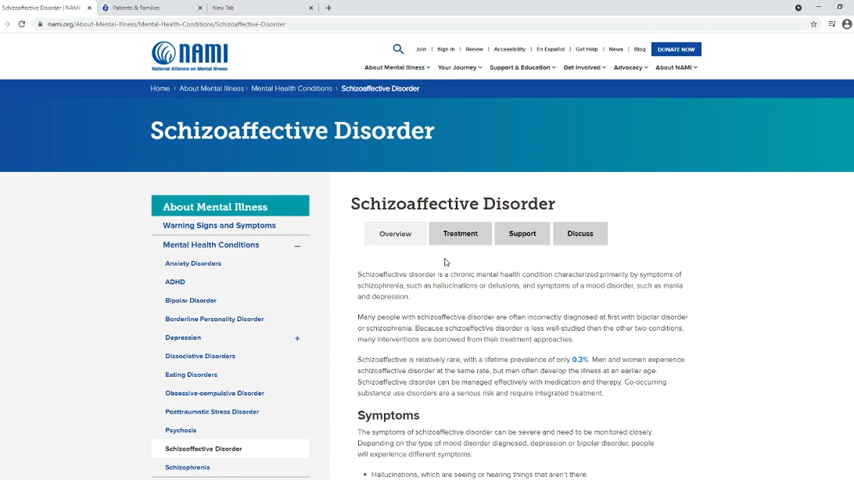 Schizoaffective Disorder | NAMI:
Patients & Families
New Tab
nami.org/About-Mental-Illness/Mental-Health-Conditions/Schizoaffective-Disorder
NAMI
National Alliance on Mental Illness
Join
Sign In
Renew
Accessibility
En Español
Get Help
News
Blog
DONATE NOW
About Mental Illness
Your Journey
Support & Education
Get Involved
Advocacy
About NAMI
Home › About Mental Illness › Mental Health Conditions › Schizoaffective Disorder
Schizoaffective Disorder
About Mental Illness
Warning Signs and Symptoms
Mental Health Conditions
Anxiety Disorders
ADHD
Bipolar Disorder
Borderline Personality Disorder
Depression
Dissociative Disorders
Eating Disorders
Obsessive-compulsive Disorder
Posttraumatic Stress Disorder
Psychosis
Schizoaffective Disorder
Schizophrenia
Schizoaffective Disorder
Overview
Treatment
Support
Discuss
Schizoaffective disorder is a chronic mental health condition characterized primarily by symptoms of
schizophrenia, such as hallucinations or delusions, and symptoms of a mood disorder, such as mania
and depression.
Many people with schizoaffective disorder are often incorrectly diagnosed at first with bipolar disorder
or schizophrenia. Because schizoaffective disorder is less well-studied than the other two conditions,
many interventions are borrowed from their treatment approaches.
Schizoaffective is relatively rare, with a lifetime prevalence of only 0.3%. Men and women experience
schizoaffective disorder at the same rate, but men often develop the illness at an earlier age.
Schizoaffective disorder can be managed effectively with medication and therapy. Co-occurring
substance use disorders are a serious risk and require integrated treatment.
Symptoms
The symptoms of schizoaffective disorder can be severe and need to be monitored closely.
Depending on the type of mood disorder diagnosed, depression or bipolar disorder, people
will experience different symptoms:
• Hallucinations, which are seeing or hearing things that aren't there.